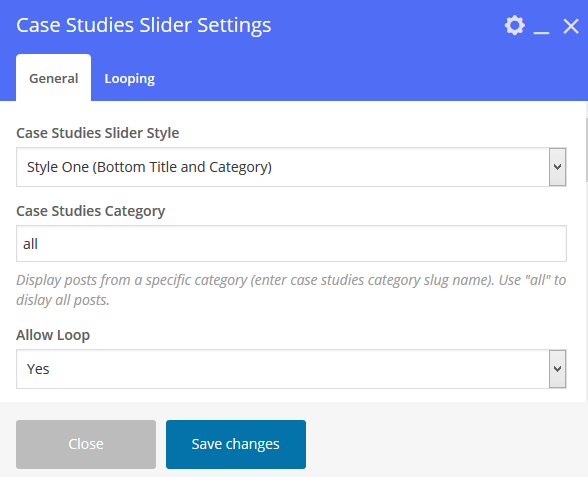 Case Studies Slider Settings
General
Looping
Case Studies Slider Style
Style One (Bottom Title and Category)
Case Studies Category
all
Display posts from a specific category (enter case studies category slug name). Use "all" to
dislay all posts.
Allow Loop
Yes
Close
Save changes